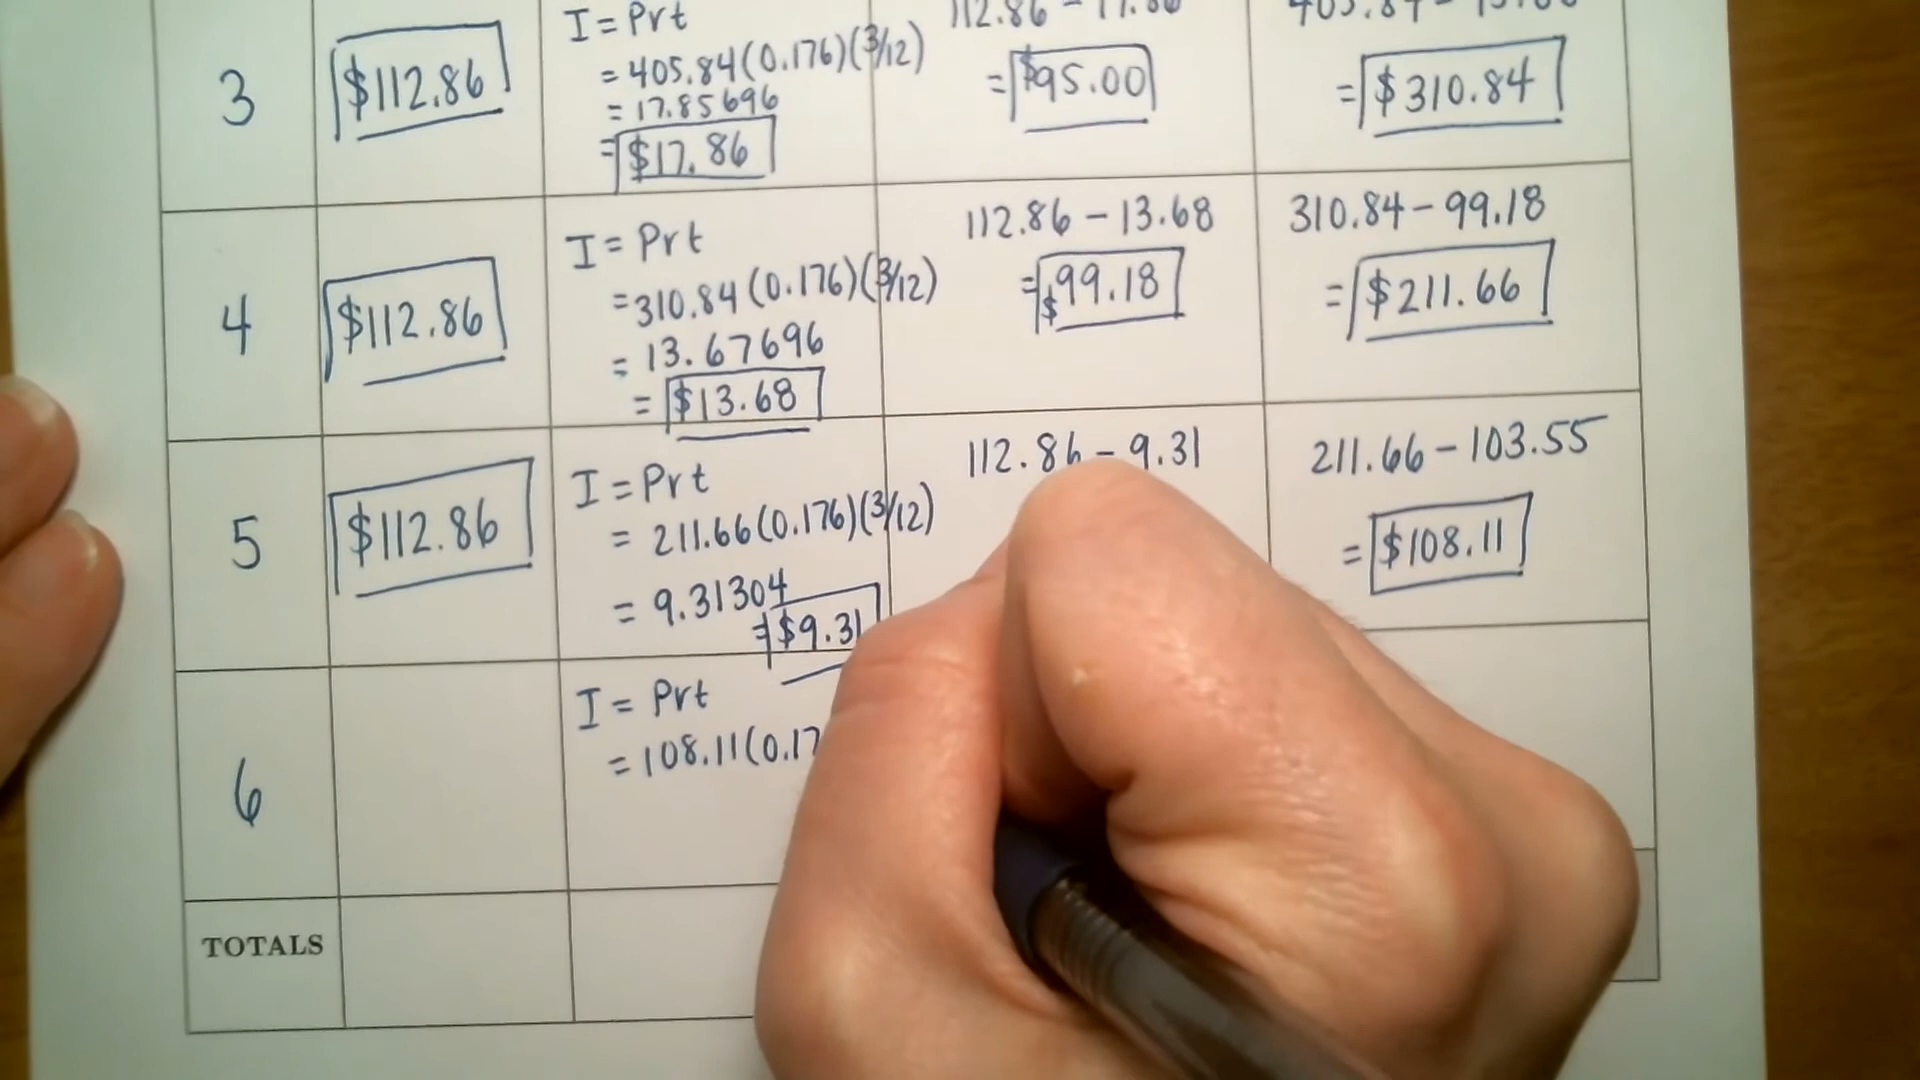 3
$112.86
I = Prt
= 405.84(0.176)(3/12)
= 17.85696
= $17.86
= $95.00
= $310.84
4
$112.86
I = Prt
= 310.84(0.176)(3/12)
= 13.67696
= $13.68
112.86 - 13.68
= $99.18
310.84 - 99.18
= $211.66
5
$112.86
I = Prt
= 211.66(0.176)(3/12)
= 9.31304
= $9.31
112.86 - 9.31
211.66 - 103.55
= $108.11
6
I = Prt
= 108.11(0.17
TOTALS